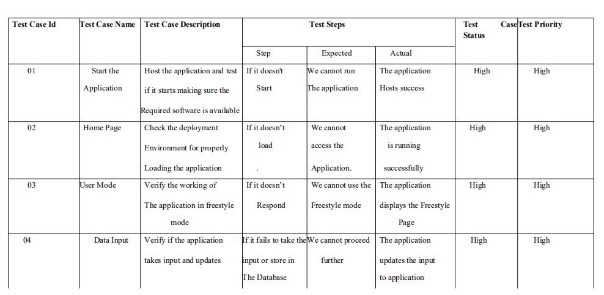 Test Case Id Test Case Name Test Case Description Test Steps Test Case Test Priority
Status
Step Expected Actual
01 Start the Host the application and test If it doesn't We cannot run The application High High
Application if it starts making sure the Start The application Hosts success
Required software is available
02 Home Page Check the deployment If it doesn't We cannot The application High High
Environment for properly load access the is running
Loading the application . Application. successfully
03 User Mode Verify the working of If it doesn't We cannot use the The application High High
The application in freestyle Respond Freestyle mode displays the Freestyle
mode Page
04 Data Input Verify if the application If it fails to take the We cannot proceed The application High High
takes input and updates input or store in further updates the input
The Database to application